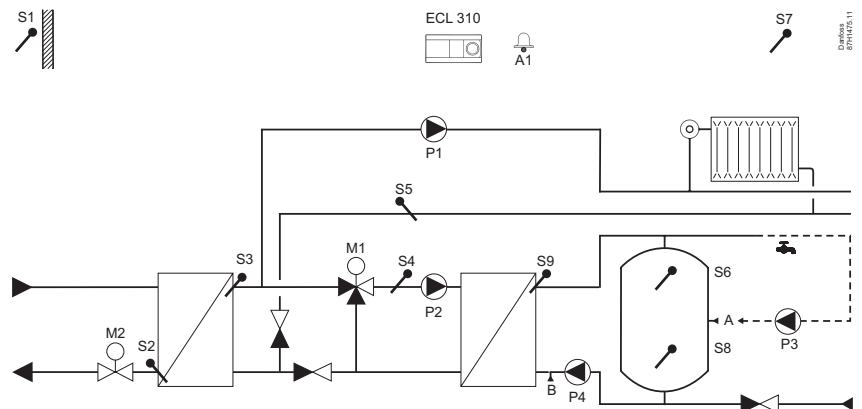 S1
ECL 310
A1
S7
Danfoss
87H1475.11
P1
S5
M1
S3
S4
S9
P2
M2
S2
S6
A
P3
S8
B
P4